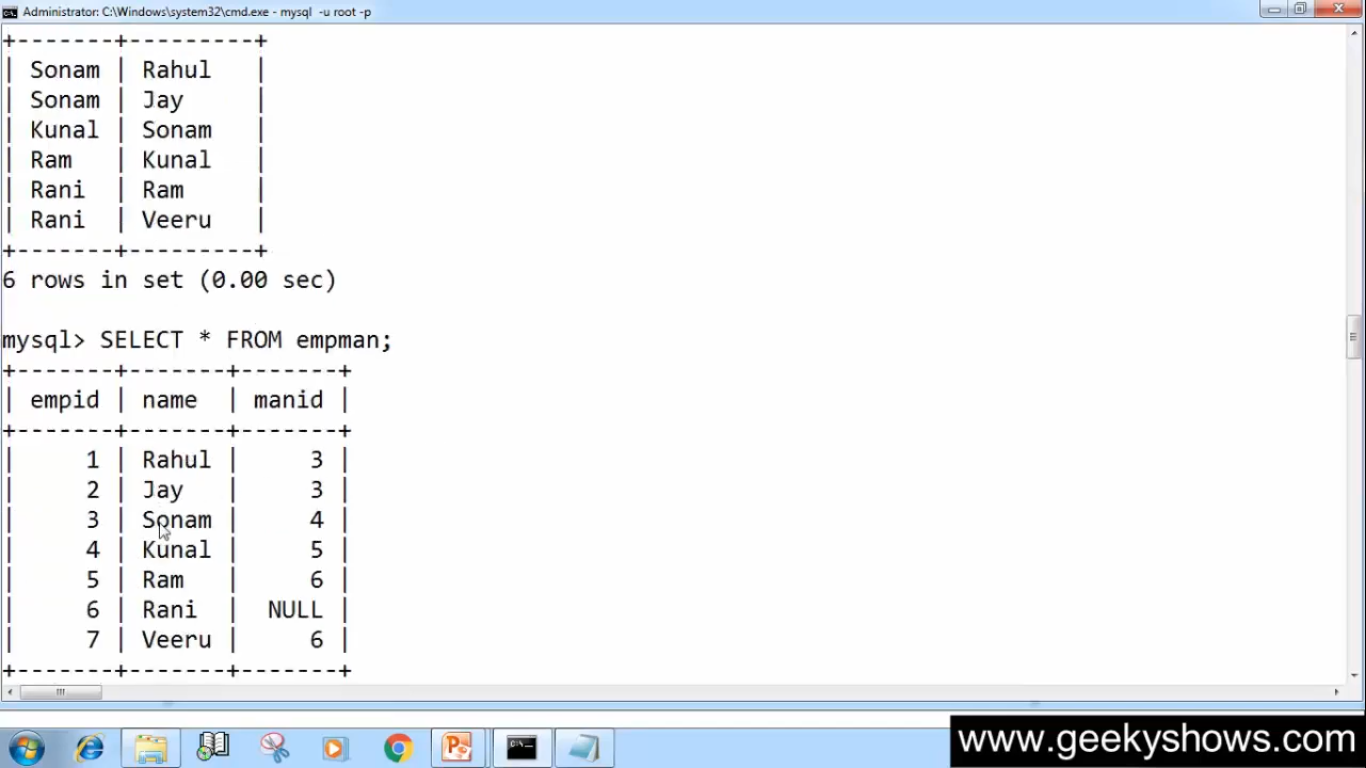 Administrator: C:\Windows\system32\cmd.exe - mysql -u root -p
+-------+---------+
| Sonam | Rahul   |
| Sonam | Jay     |
| Kunal | Sonam   |
| Ram   | Kunal   |
| Rani  | Ram     |
| Rani  | Veeru   |
+-------+---------+
6 rows in set (0.00 sec)
mysql> SELECT * FROM empman;
+-------+-------+-------+
| empid | name  | manid |
+-------+-------+-------+
|     1 | Rahul |     3 |
|     2 | Jay   |     3 |
|     3 | Sonam |     4 |
|     4 | Kunal |     5 |
|     5 | Ram   |     6 |
|     6 | Rani  |  NULL |
|     7 | Veeru |     6 |
+-------+-------+-------+
www.geekyshows.com